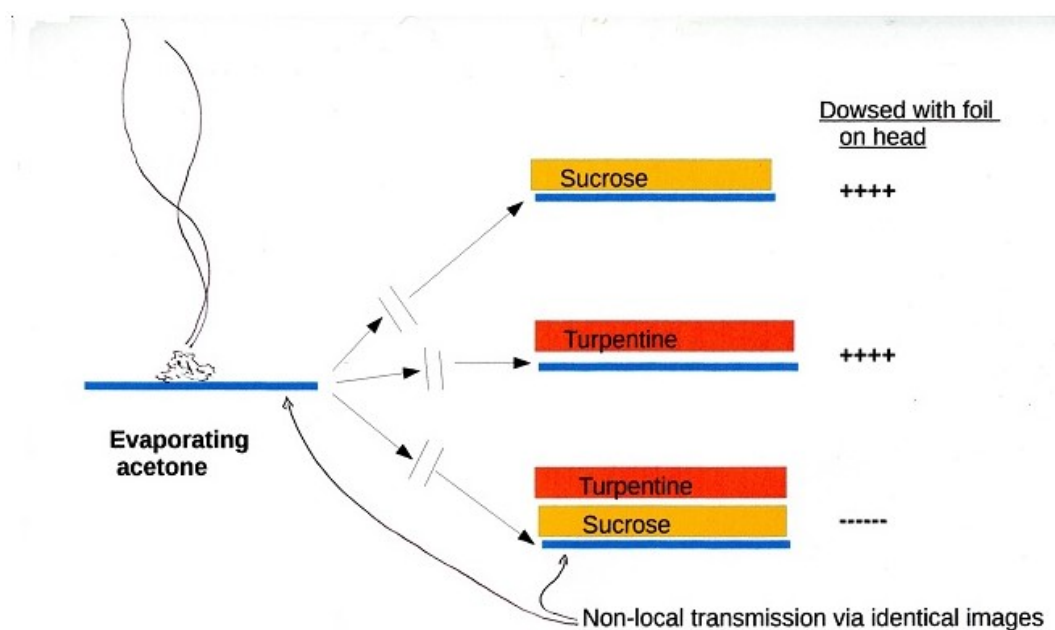 Dowsed with foil
on head
Sucrose
++++
Turpentine
++++
Evaporating
acetone
Turpentine
Sucrose
------
Non-local transmission via identical images